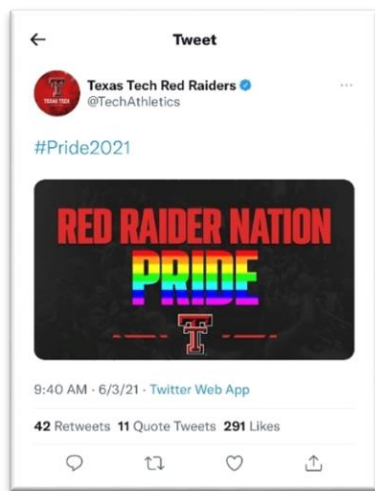 Tweet
Texas Tech Red Raiders
@TechAthletics
#Pride2021
RED RAIDER NATION
PRIDE
9:40 AM · 6/3/21 · Twitter Web App
42 Retweets 11 Quote Tweets 291 Likes